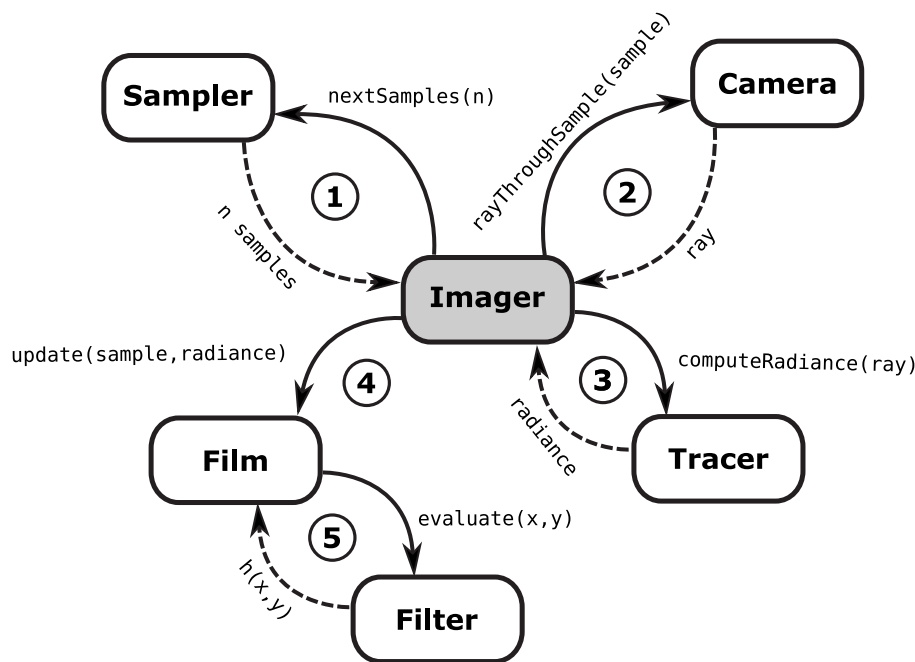 Sampler
nextSamples(n)
1
n samples
rayThroughSample(sample)
Camera
2
ray
Imager
update(sample,radiance)
4
3
computeRadiance(ray)
radiance
Film
Tracer
5
evaluate(x,y)
h(x,y)
Filter